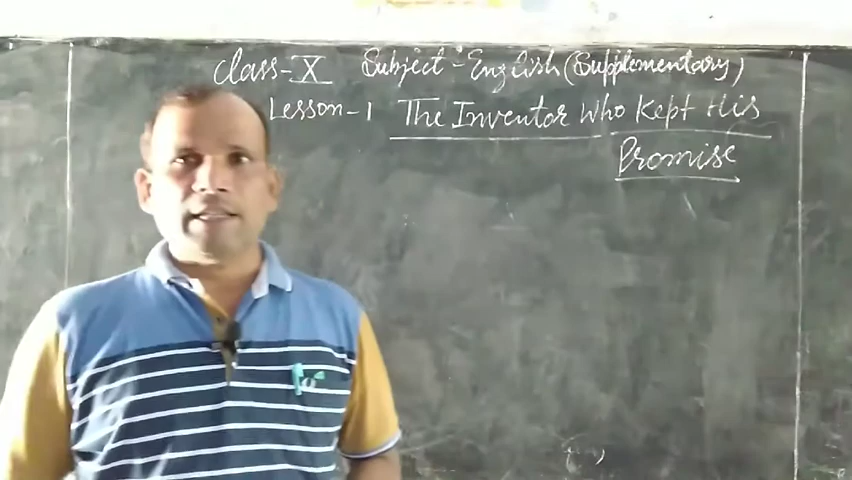 Class-X Subject-English (Supplementary)
Lesson-1 The Inventor Who Kept His
Promise